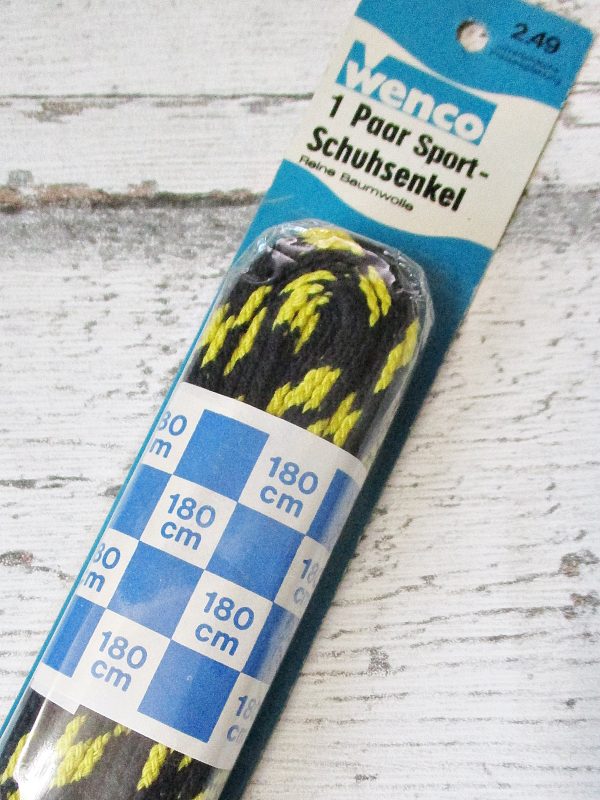 2.49
Wenco
1 Paar Sport-
Schuhsenkel
Reine Baumwolle
180
cm
180
cm
180
cm
180
cm